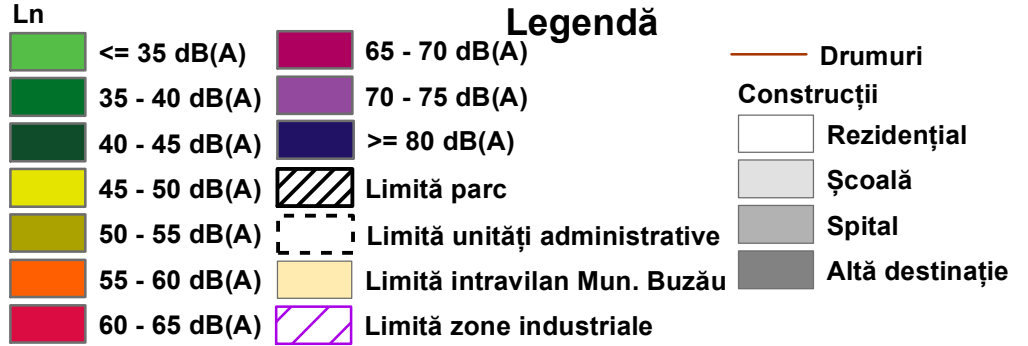 Legendă
Ln
<= 35 dB(A)
35 - 40 dB(A)
40 - 45 dB(A)
45 - 50 dB(A)
50 - 55 dB(A)
55 - 60 dB(A)
60 - 65 dB(A)
65 - 70 dB(A)
70 - 75 dB(A)
>= 80 dB(A)
Limită parc
Limită unități administrative
Limită intravilan Mun. Buzău
Limită zone industriale
Drumuri
Construcții
Rezidențial
Școală
Spital
Altă destinație